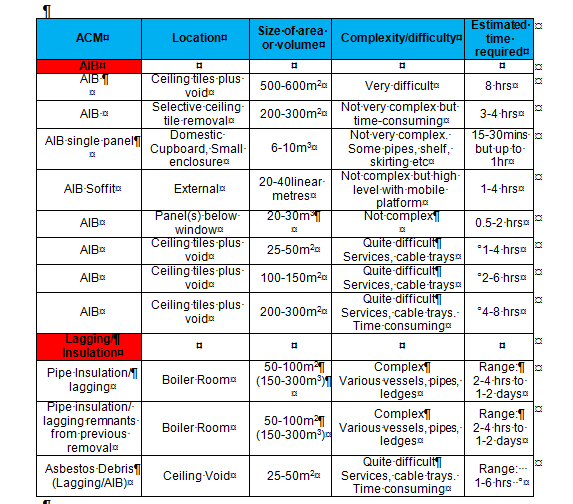 ACM Location Size of area or volume Complexity/difficulty Estimated time required
AIB
AIB Ceiling tiles plus void 500-600m² Very difficult 8 hrs
AIB Selective ceiling tile removal 200-300m² Not very complex but time-consuming 3-4 hrs
AIB single panel Domestic Cupboard, Small enclosure 6-10m³ Not very complex. Some pipes, shelf, skirting etc 15-30mins but up to 1hr
AIB Soffit External 20-40linear metres Not complex but high-level with mobile platform 1-4 hrs
AIB Panel(s) below window 20-30m³ Not complex 0.5-2 hrs
AIB Ceiling tiles plus void 25-50m² Quite difficult Services, cable trays °1-4 hrs
AIB Ceiling tiles plus void 100-150m² Quite difficult Services, cable trays °2-6 hrs
AIB Ceiling tiles plus void 200-300m² Quite difficult Services, cable trays. Time consuming °4-8 hrs
Lagging/ Insulation
Pipe Insulation/ lagging Boiler Room 50-100m² (150-300m³) Complex Various vessels, pipes, ledges Range: 2-4 hrs to 1-2 days
Pipe insulation/ lagging remnants from previous removal Boiler Room 50-100m² (150-300m³) Complex Various vessels, pipes, ledges Range: 2-4 hrs to 1-2 days
Asbestos Debris (Lagging/AIB) Ceiling Void 25-50m² Quite difficult Services, cable trays. Time consuming Range: 1-6 hrs °